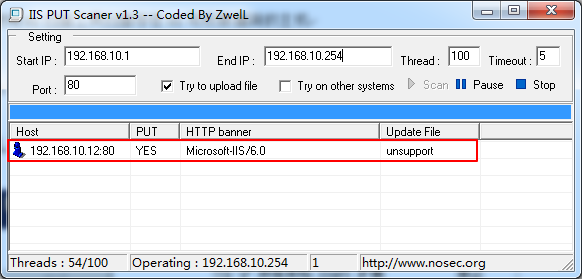 IIS PUT Scaner v1.3 -- Coded By ZwelL
Setting
Start IP : 192.168.10.1 End IP : 192.168.10.254 Thread : 100 Timeout : 5
Port : 80 Try to upload file Try on other systems Scan Pause Stop
Host PUT HTTP banner Update File
192.168.10.12:80 YES Microsoft-IIS/6.0 unsupport
Threads : 54/100 Operating : 192.168.10.254 1 http://www.nosec.org